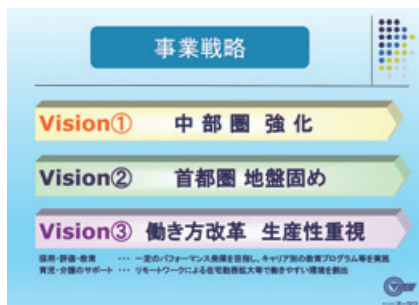 事業戦略
Vision① 中部圏 強化
Vision② 首都圏 地盤固め
Vision③ 働き方改革 生産性重視
採用・評価・教育 ･･･ 一定のパフォーマンス発揮を目指し、キャリア別の教育プログラム等を実施
育児・介護のサポート ･･･ リモートワークによる在宅勤務拡大等で働きやすい環境を創出